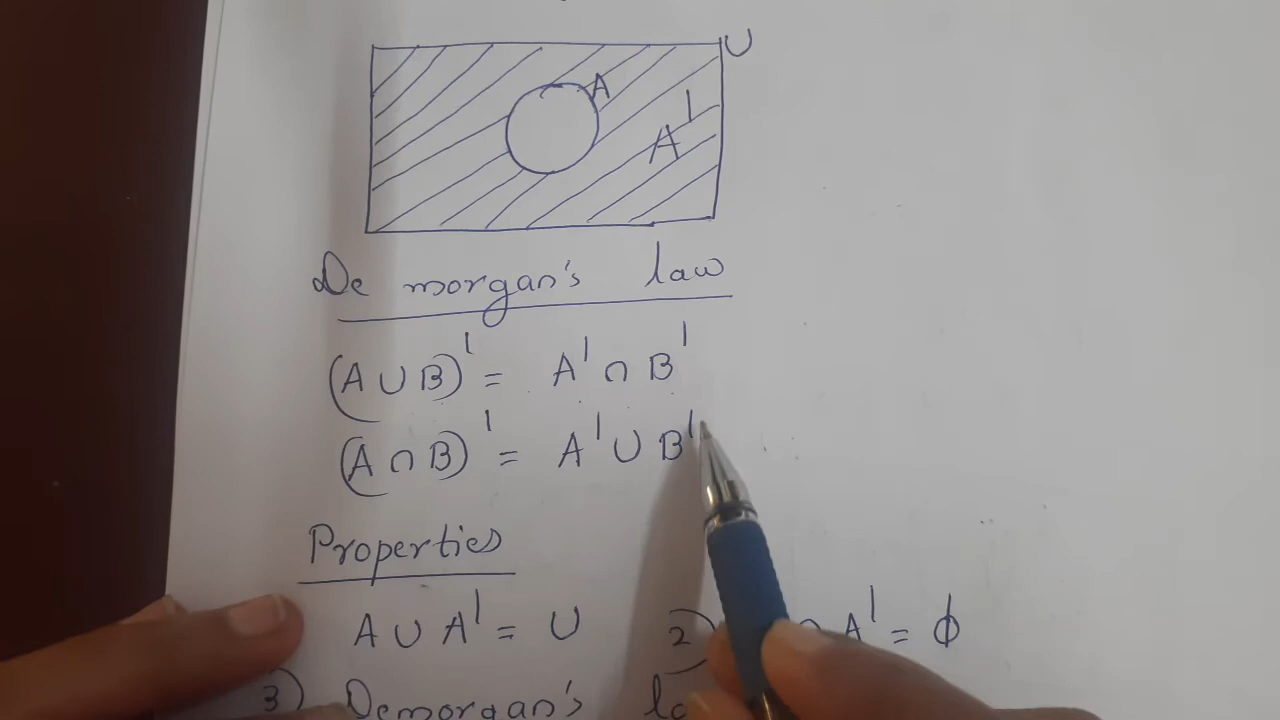 U
A
A'
De morgan's law
(A ∪ B)' = A' ∩ B'
(A ∩ B)' = A' ∪ B'
Properties
A ∪ A' = U 2) ∩ A' = ϕ
3) Demorgan's